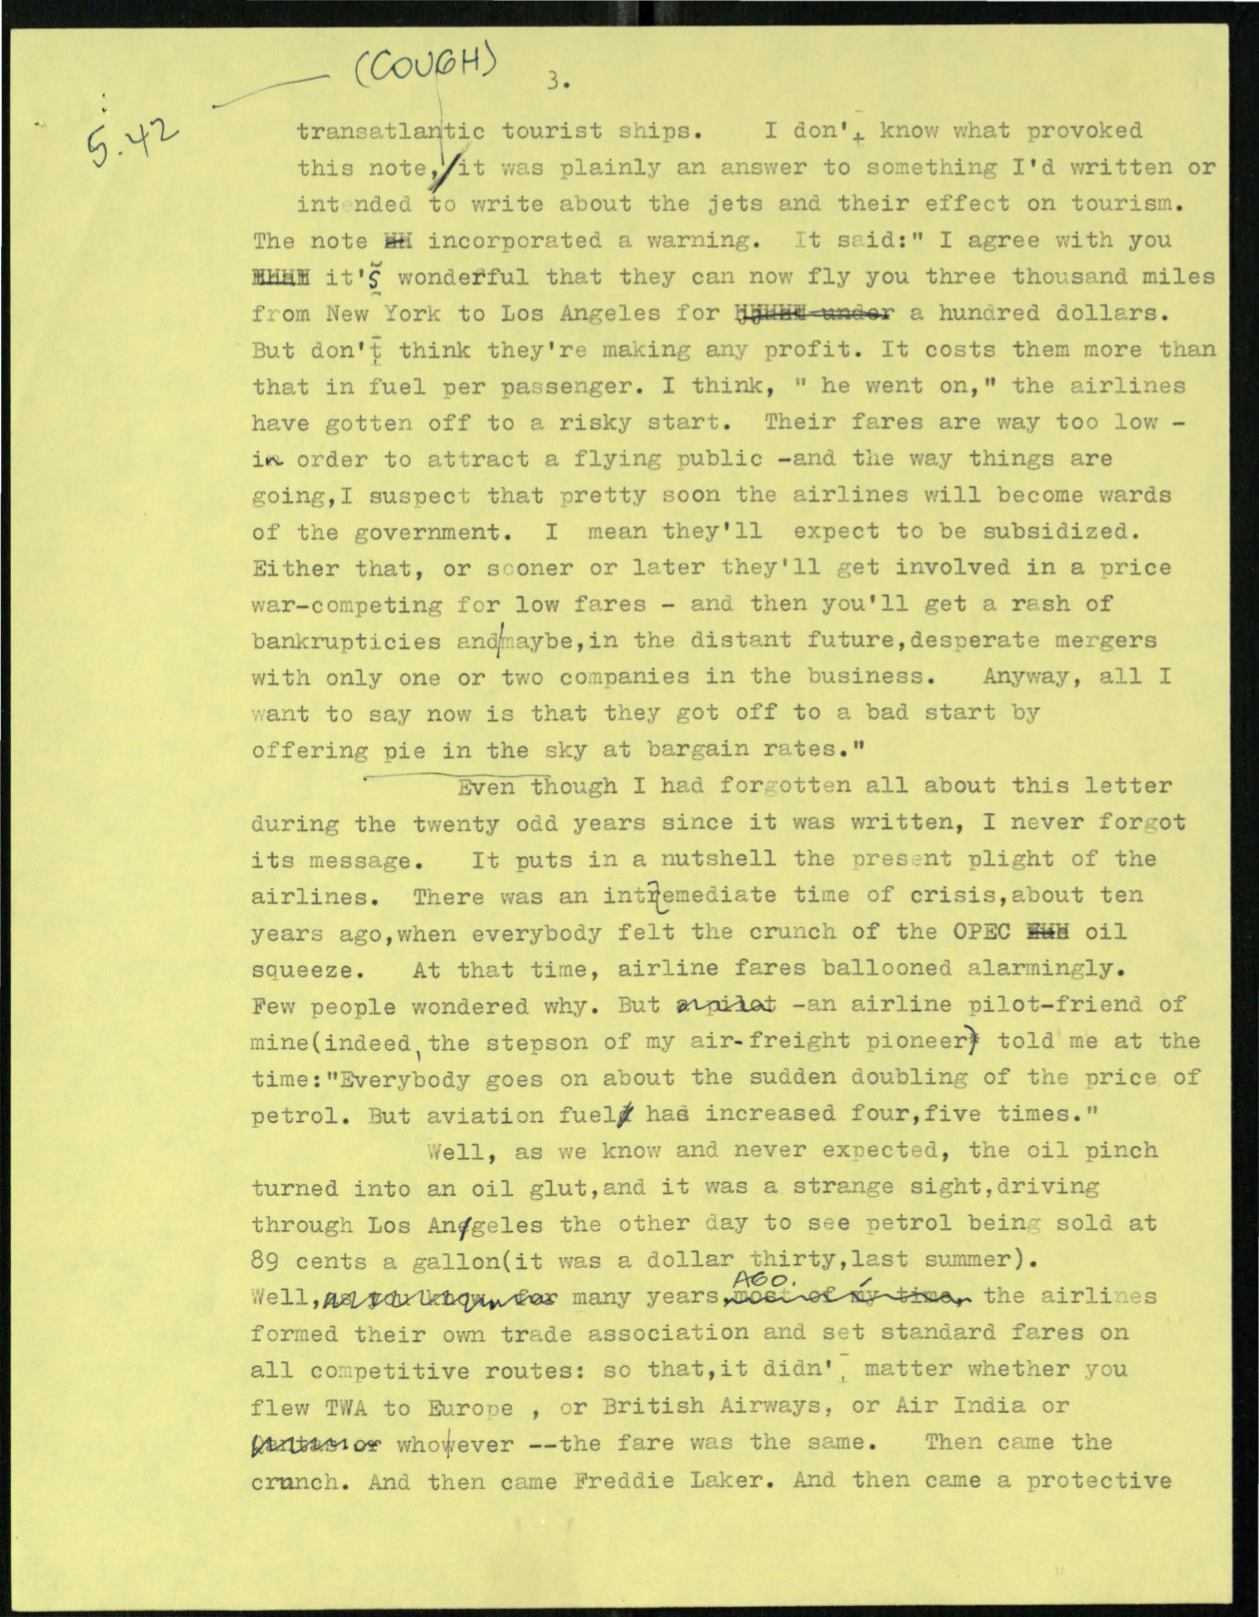 (COUGH)
3.
5.42
transatlantic tourist ships. I don't know what provoked
this note, it was plainly an answer to something I'd written or
intended to write about the jets and their effect on tourism.
The note incorporated a warning. It said:" I agree with you
it's wonderful that they can now fly you three thousand miles
from New York to Los Angeles for under a hundred dollars.
But don't think they're making any profit. It costs them more than
that in fuel per passenger. I think, " he went on," the airlines
have gotten off to a risky start. Their fares are way too low -
in order to attract a flying public -and the way things are
going,I suspect that pretty soon the airlines will become wards
of the government. I mean they'll expect to be subsidized.
Either that, or sooner or later they'll get involved in a price
war-competing for low fares - and then you'll get a rash of
bankrupticies and maybe,in the distant future,desperate mergers
with only one or two companies in the business. Anyway, all I
want to say now is that they got off to a bad start by
offering pie in the sky at bargain rates."
Even though I had forgotten all about this letter
during the twenty odd years since it was written, I never forgot
its message. It puts in a nutshell the present plight of the
airlines. There was an intremediate time of crisis,about ten
years ago,when everybody felt the crunch of the OPEC oil
squeeze. At that time, airline fares ballooned alarmingly.
Few people wondered why. But a pilot -an airline pilot-friend of
mine(indeed,the stepson of my air-freight pioneer) told me at the
time:"Everybody goes on about the sudden doubling of the price of
petrol. But aviation fuel has increased four,five times."
Well, as we know and never expected, the oil pinch
turned into an oil glut,and it was a strange sight,driving
through Los Angeles the other day to see petrol being sold at
89 cents a gallon(it was a dollar thirty,last summer).
AGO.
Well,as you know, for many years,most of my time, the airlines
formed their own trade association and set standard fares on
all competitive routes: so that,it didn't matter whether you
flew TWA to Europe , or British Airways, or Air India or
Qantas or whowever --the fare was the same. Then came the
crunch. And then came Freddie Laker. And then came a protective